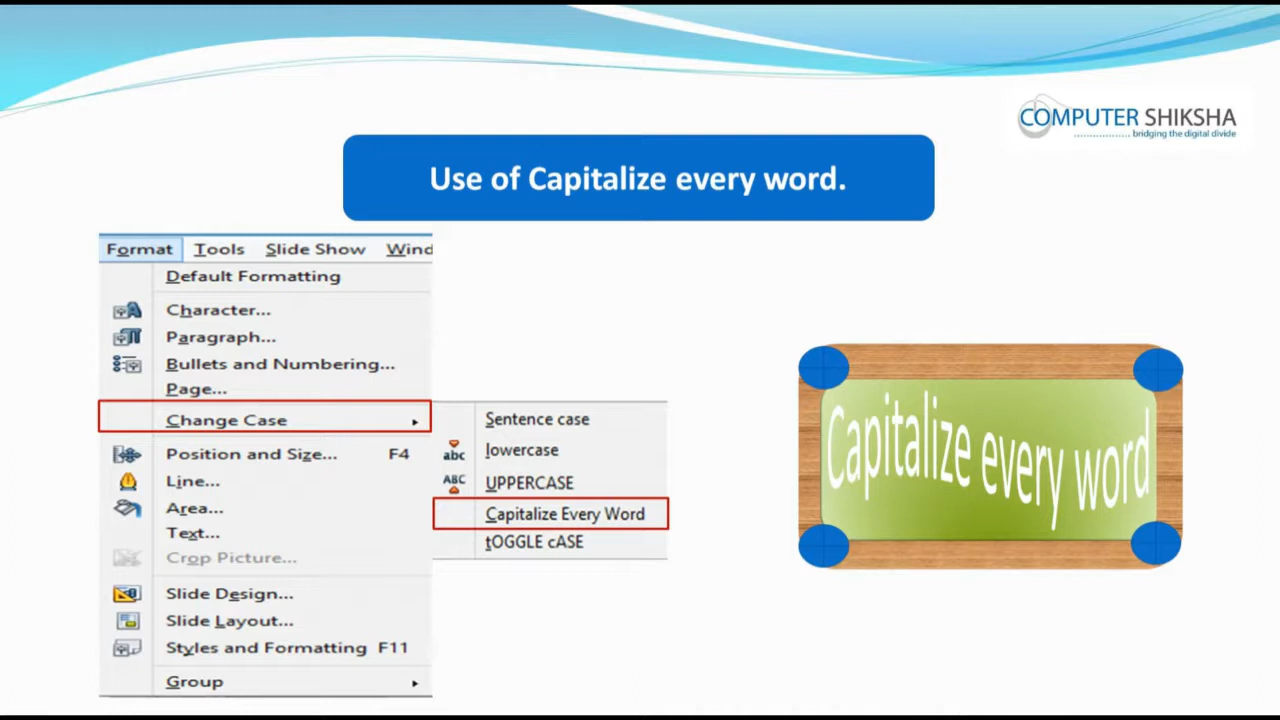 COMPUTER SHIKSHA
bridging the digital divide
Use of Capitalize every word.
Format Tools Slide Show Wind
Default Formatting
Character...
Paragraph...
Bullets and Numbering...
Page...
Change Case
Position and Size... F4
Line...
Area...
Text...
Crop Picture...
Slide Design...
Slide Layout...
Styles and Formatting F11
Group
Sentence case
abc lowercase
ABC UPPERCASE
Capitalize Every Word
tOGGLE cASE
Capitalize every word